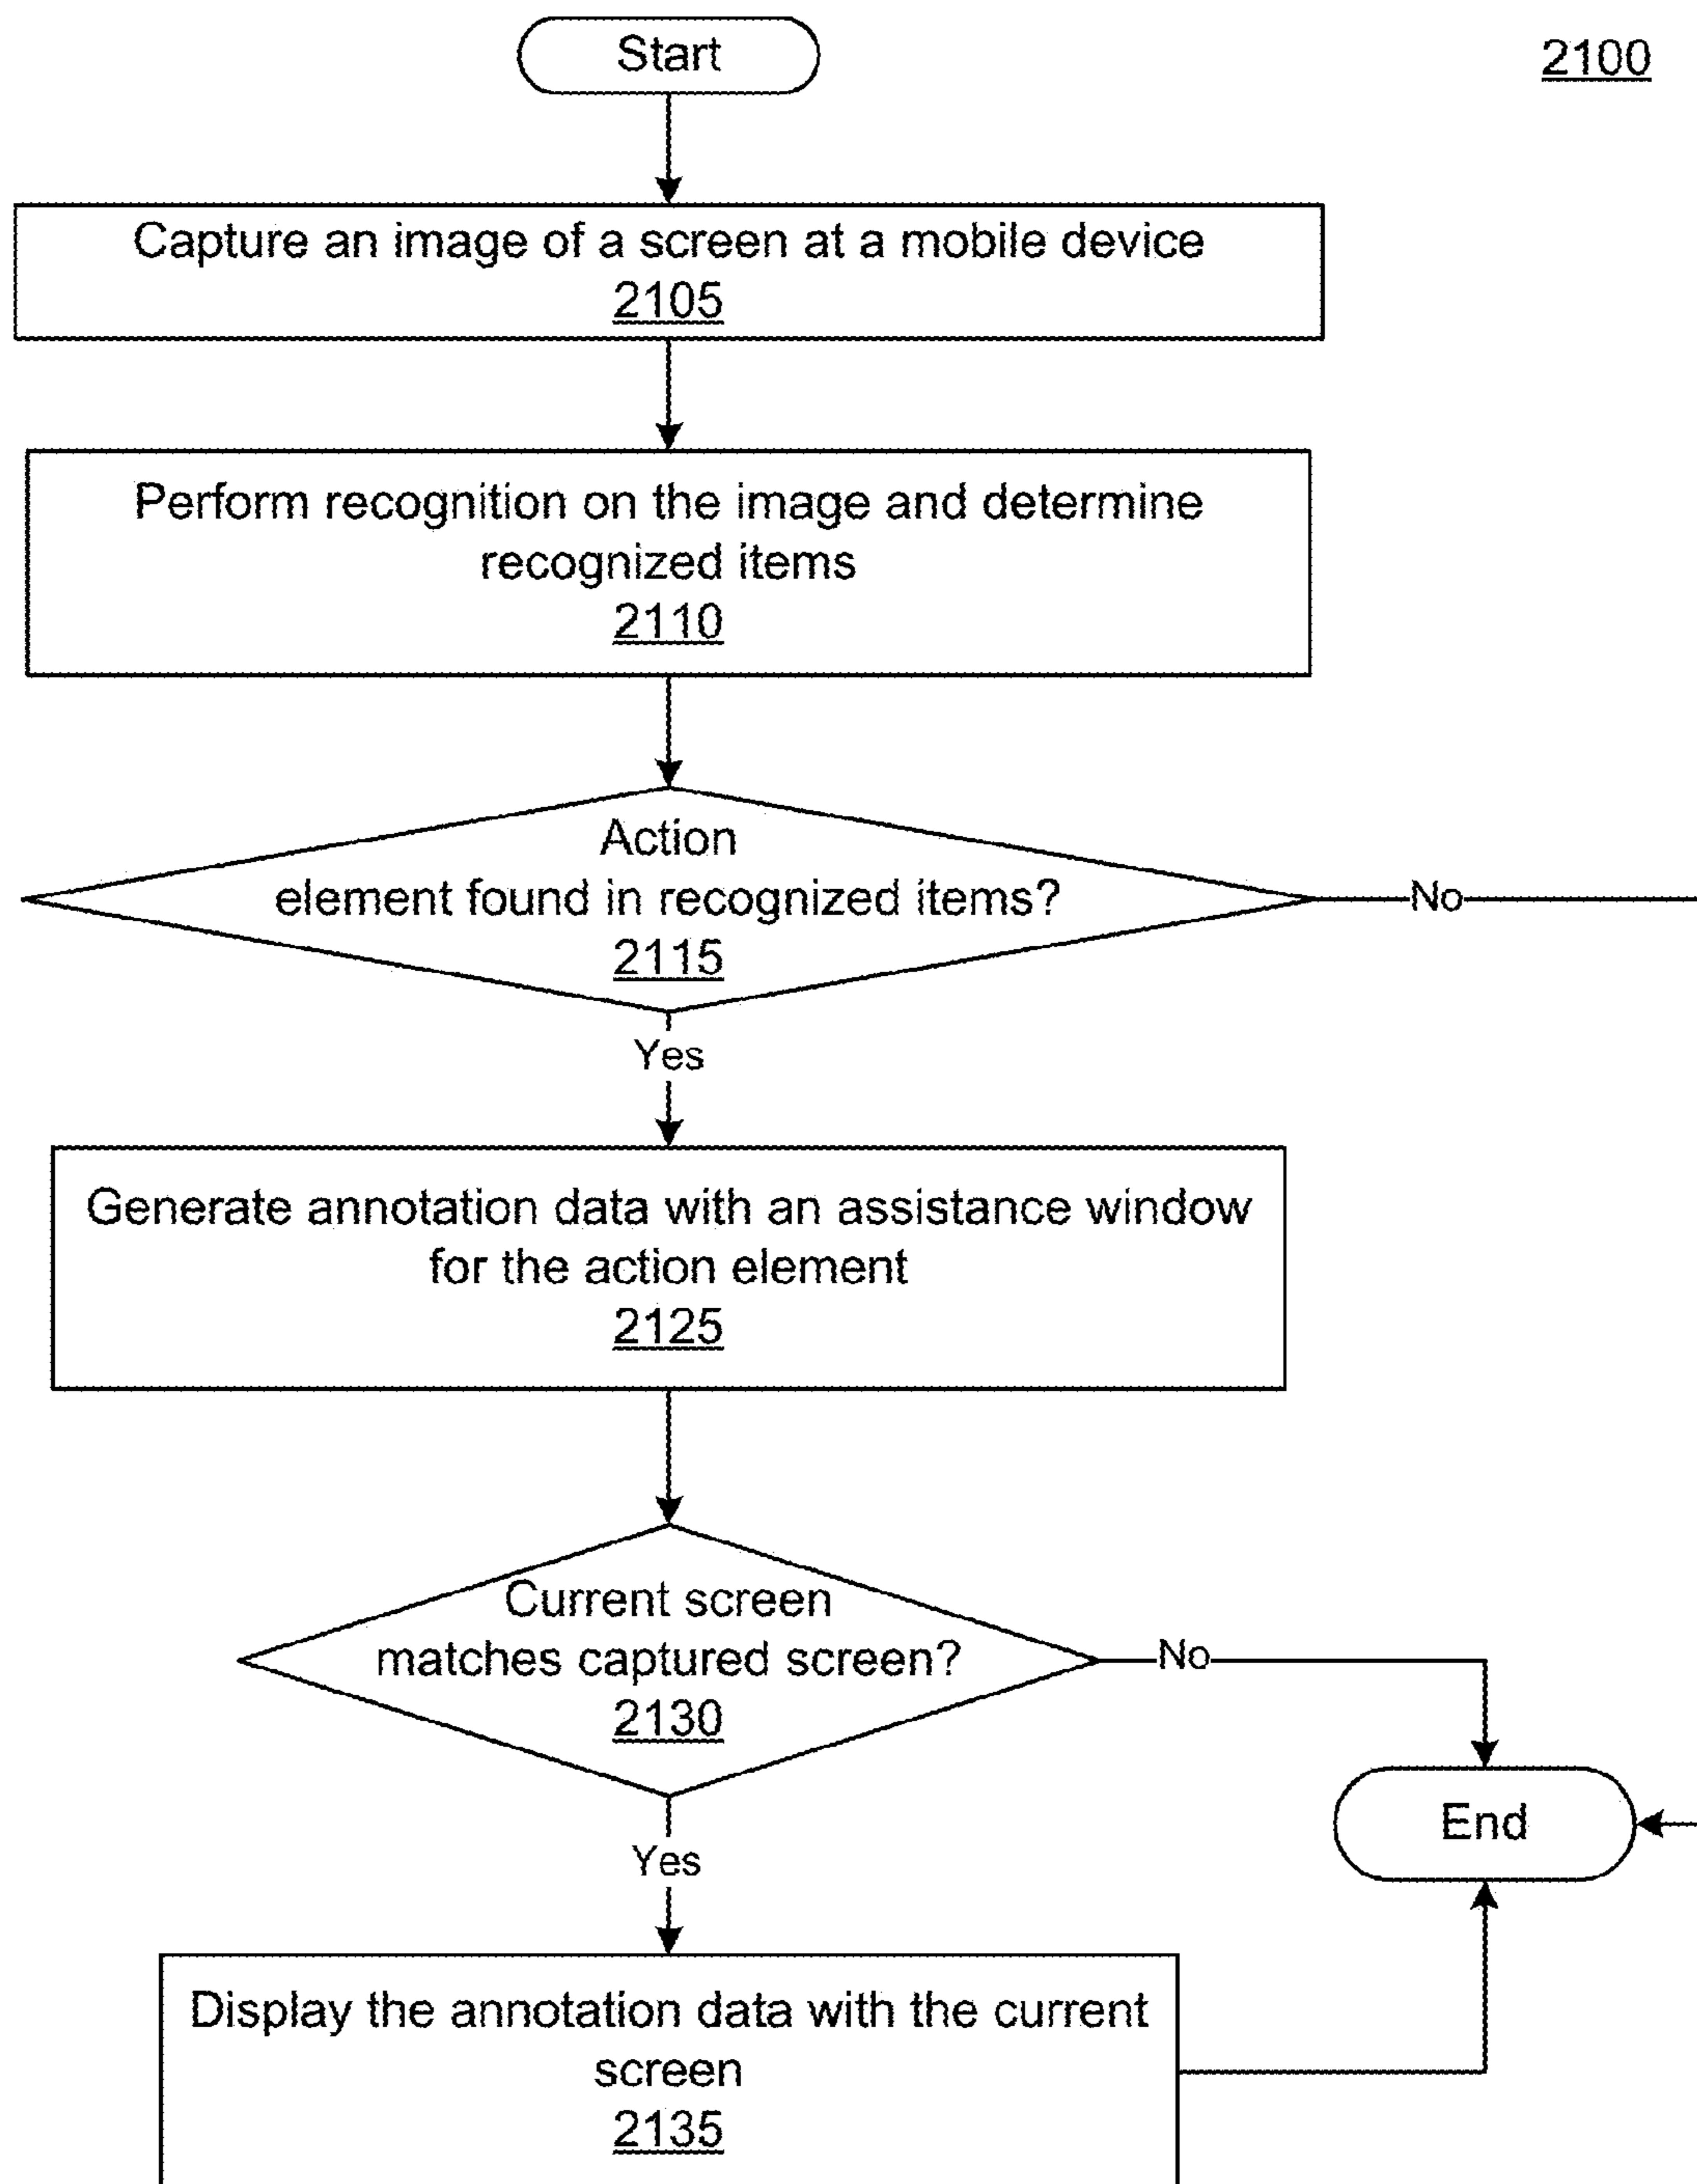 Start
2100
Capture an image of a screen at a mobile device
2105
Perform recognition on the image and determine
recognized items
2110
Action
element found in recognized items?
2115
No
Yes
Generate annotation data with an assistance window
for the action element
2125
Current screen
matches captured screen?
2130
No
End
Yes
Display the annotation data with the current
screen
2135